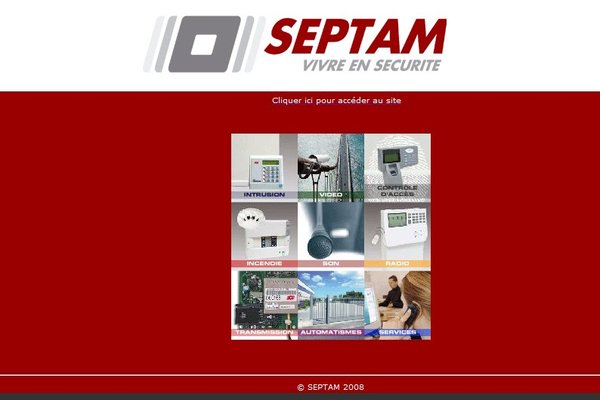 SEPTAM
VIVRE EN SECURITE
Cliquer ici pour accéder au site
INTRUSION
VIDEO
CONTRÔLE
D'ACCÈS
INCENDIE
SON
RADIO
TRANSMISSION
AUTOMATISMES
SERVICES
© SEPTAM 2008